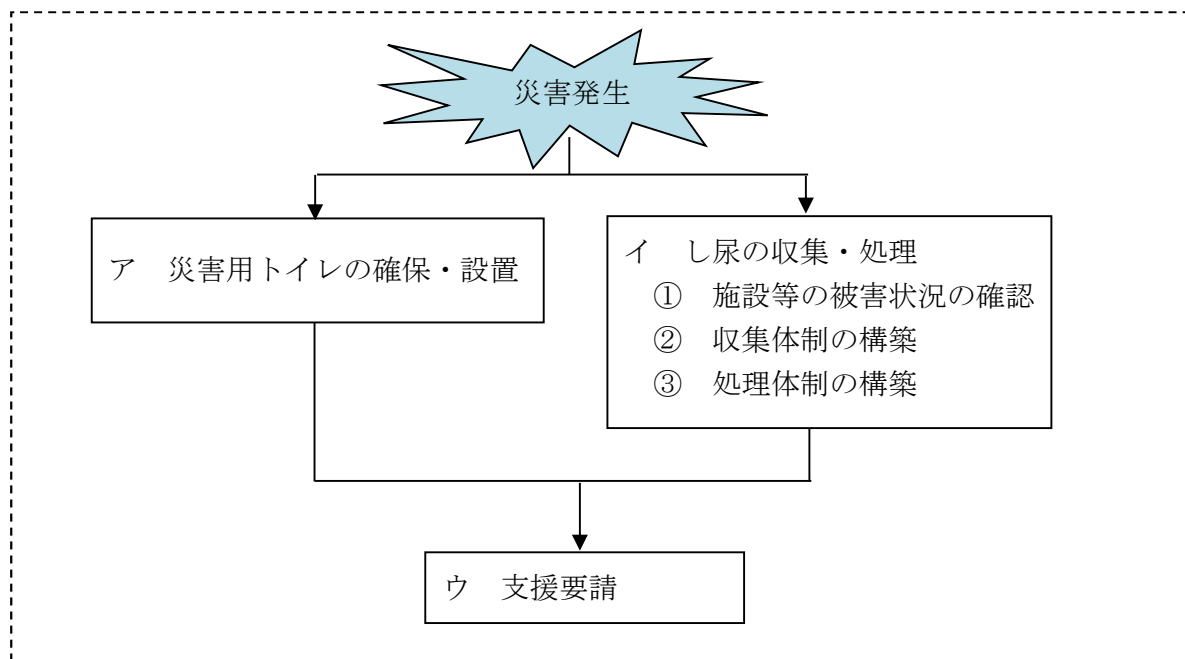 災害発生
ア　災害用トイレの確保・設置
イ　し尿の収集・処理
①　施設等の被害状況の確認
②　収集体制の構築
③　処理体制の構築
ウ　支援要請